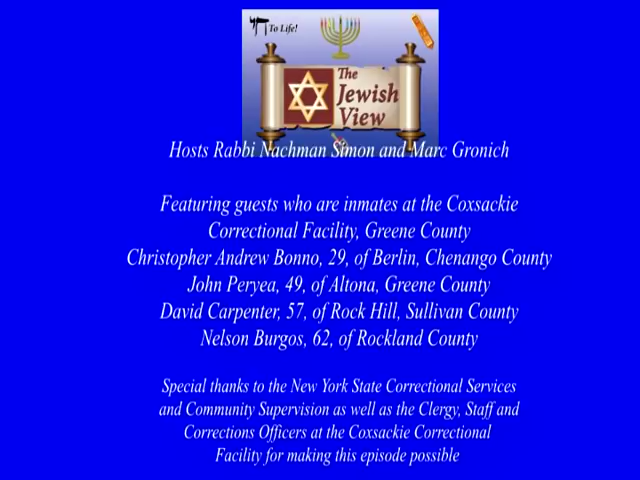 חי To Life!
The
Jewish
View
Hosts Rabbi Nachman Simon and Marc Gronich
Featuring guests who are inmates at the Coxsackie
Correctional Facility, Greene County
Christopher Andrew Bonno, 29, of Berlin, Chenango County
John Peryea, 49, of Altona, Greene County
David Carpenter, 57, of Rock Hill, Sullivan County
Nelson Burgos, 62, of Rockland County
Special thanks to the New York State Correctional Services
and Community Supervision as well as the Clergy, Staff and
Corrections Officers at the Coxsackie Correctional
Facility for making this episode possible